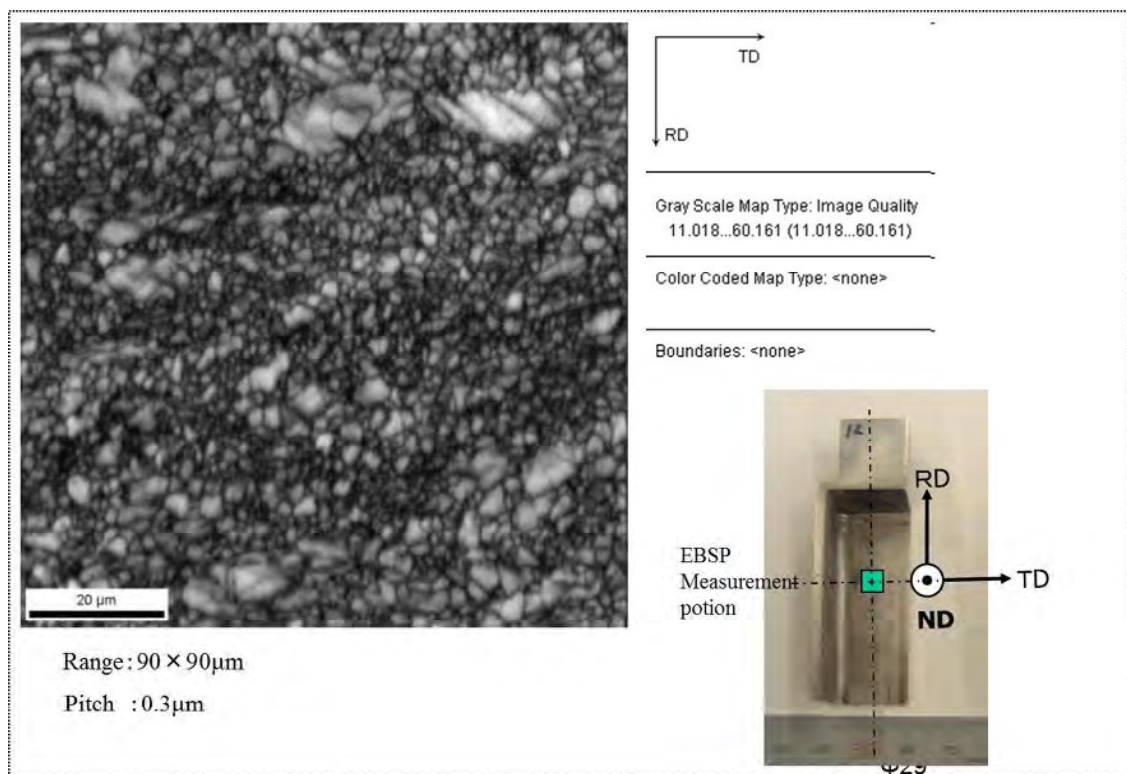 TD
RD
Gray Scale Map Type: Image Quality
11.018...60.161 (11.018...60.161)
Color Coded Map Type: <none>
Boundaries: <none>
20 µm
Range : 90 × 90µm
Pitch : 0.3µm
12
RD
EBSP
Measurement
potion
TD
ND
Φ29